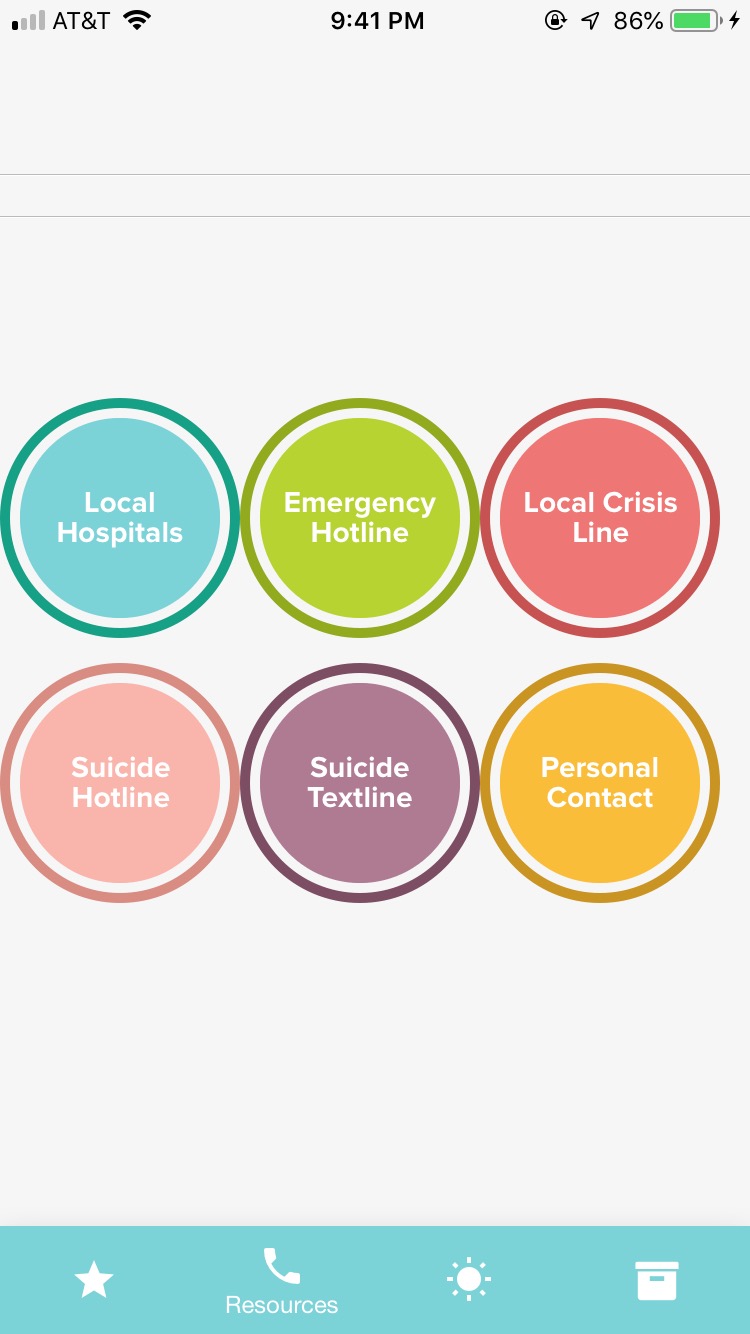 AT&T 9:41 PM 86%
Local
Hospitals
Emergency
Hotline
Local Crisis
Line
Suicide
Hotline
Suicide
Textline
Personal
Contact
Resources